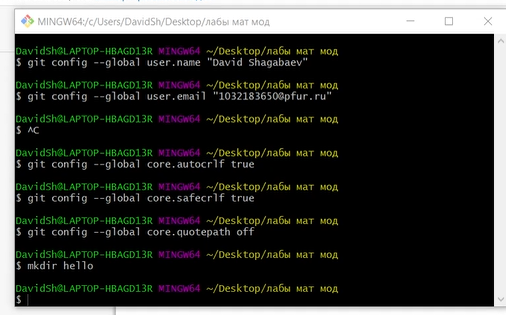 MINGW64:/c/Users/DavidSh/Desktop/лабы мат мод
DavidSh@LAPTOP-HBAGD13R MINGW64 ~/Desktop/лабы мат мод
$ git config --global user.name "David Shagabaev"
DavidSh@LAPTOP-HBAGD13R MINGW64 ~/Desktop/лабы мат мод
$ git config --global user.email "1032183650@pfur.ru"
DavidSh@LAPTOP-HBAGD13R MINGW64 ~/Desktop/лабы мат мод
$ ^C
DavidSh@LAPTOP-HBAGD13R MINGW64 ~/Desktop/лабы мат мод
$ git config --global core.autocrlf true
DavidSh@LAPTOP-HBAGD13R MINGW64 ~/Desktop/лабы мат мод
$ git config --global core.safecrlf true
DavidSh@LAPTOP-HBAGD13R MINGW64 ~/Desktop/лабы мат мод
$ git config --global core.quotepath off
DavidSh@LAPTOP-HBAGD13R MINGW64 ~/Desktop/лабы мат мод
$ mkdir hello
DavidSh@LAPTOP-HBAGD13R MINGW64 ~/Desktop/лабы мат мод
$